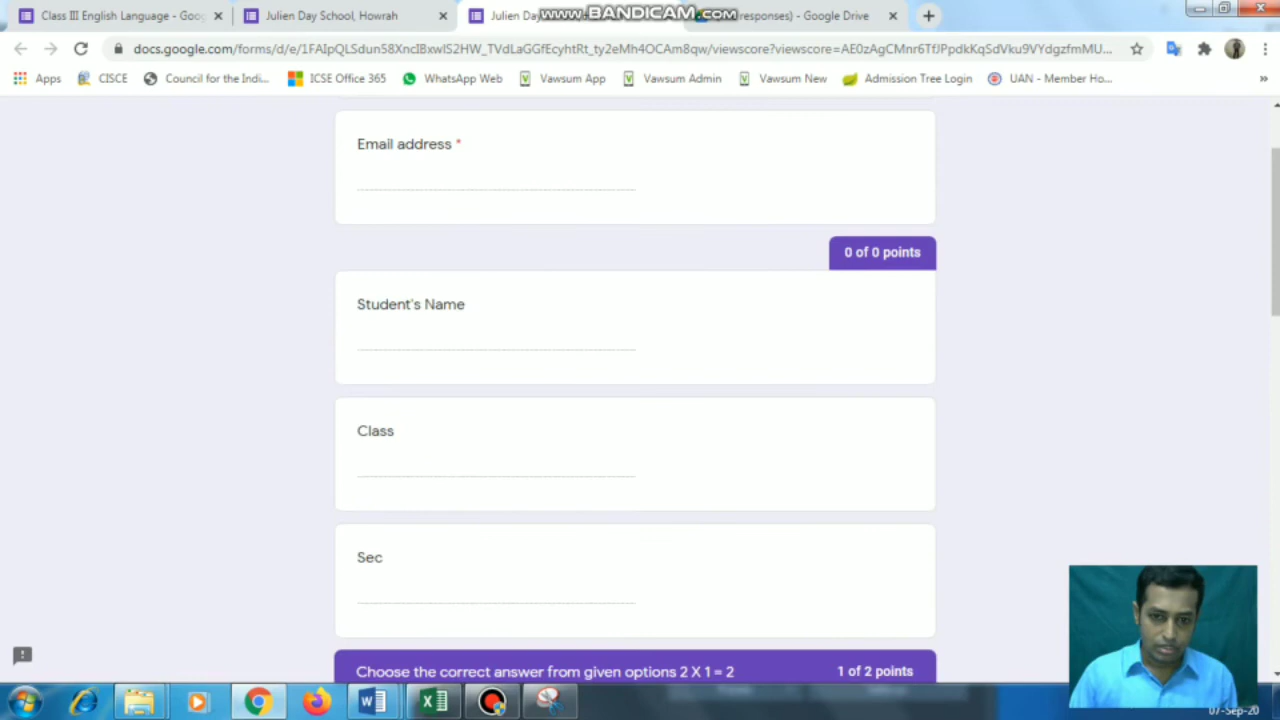 Class III English Language - Goog
Julien Day School, Howrah
Julien Day
www.BANDICAM.com
responses) - Google Drive
docs.google.com/forms/d/e/1FAIpQLSdun58XncIBxwlS2HW_TVdLaGGfEcyhtRt_ty2eMh4OCAm8qw/viewscore?viewscore=AE0zAgCMnr6TfJPpdkKqSdVku9VYdgzfmMU...
Apps
CISCE
Council for the Indi...
ICSE Office 365
WhatsApp Web
Vawsum App
Vawsum Admin
Vawsum New
Admission Tree Login
UAN - Member Ho...
»
Email address *
0 of 0 points
Student's Name
Class
Sec
Choose the correct answer from given options 2 X 1 = 2
1 of 2 points
07-Sep-20